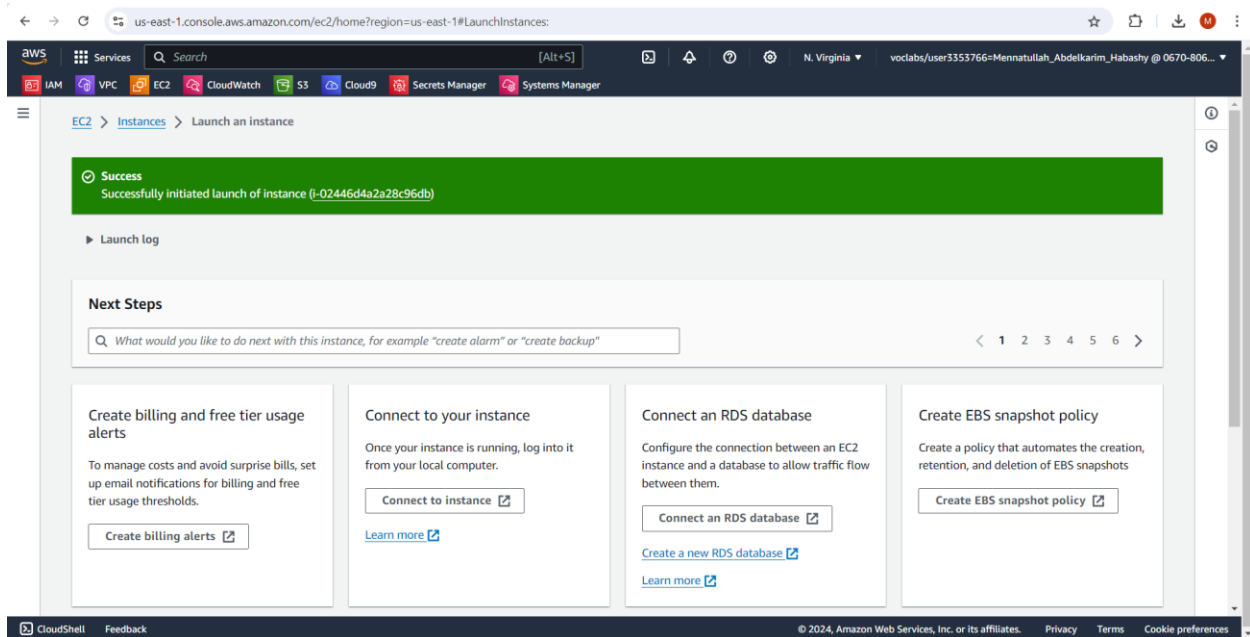 us-east-1.console.aws.amazon.com/ec2/home?region=us-east-1#LaunchInstances:
M
aws Services Search [Alt+S] N. Virginia voclabs/user3353766=Mennatullah_Abdelkarim_Habashy @ 0670-806...
IAM VPC EC2 CloudWatch S3 Cloud9 Secrets Manager Systems Manager
EC2 > Instances > Launch an instance
Success
Successfully initiated launch of instance (i-02446d4a2a28c96db)
Launch log
Next Steps
What would you like to do next with this instance, for example "create alarm" or "create backup"
1 2 3 4 5 6
Create billing and free tier usage
alerts
To manage costs and avoid surprise bills, set
up email notifications for billing and free
tier usage thresholds.
Create billing alerts
Connect to your instance
Once your instance is running, log into it
from your local computer.
Connect to instance
Learn more
Connect an RDS database
Configure the connection between an EC2
instance and a database to allow traffic flow
between them.
Connect an RDS database
Create a new RDS database
Learn more
Create EBS snapshot policy
Create a policy that automates the creation,
retention, and deletion of EBS snapshots
Create EBS snapshot policy
CloudShell Feedback © 2024, Amazon Web Services, Inc. or its affiliates. Privacy Terms Cookie preferences